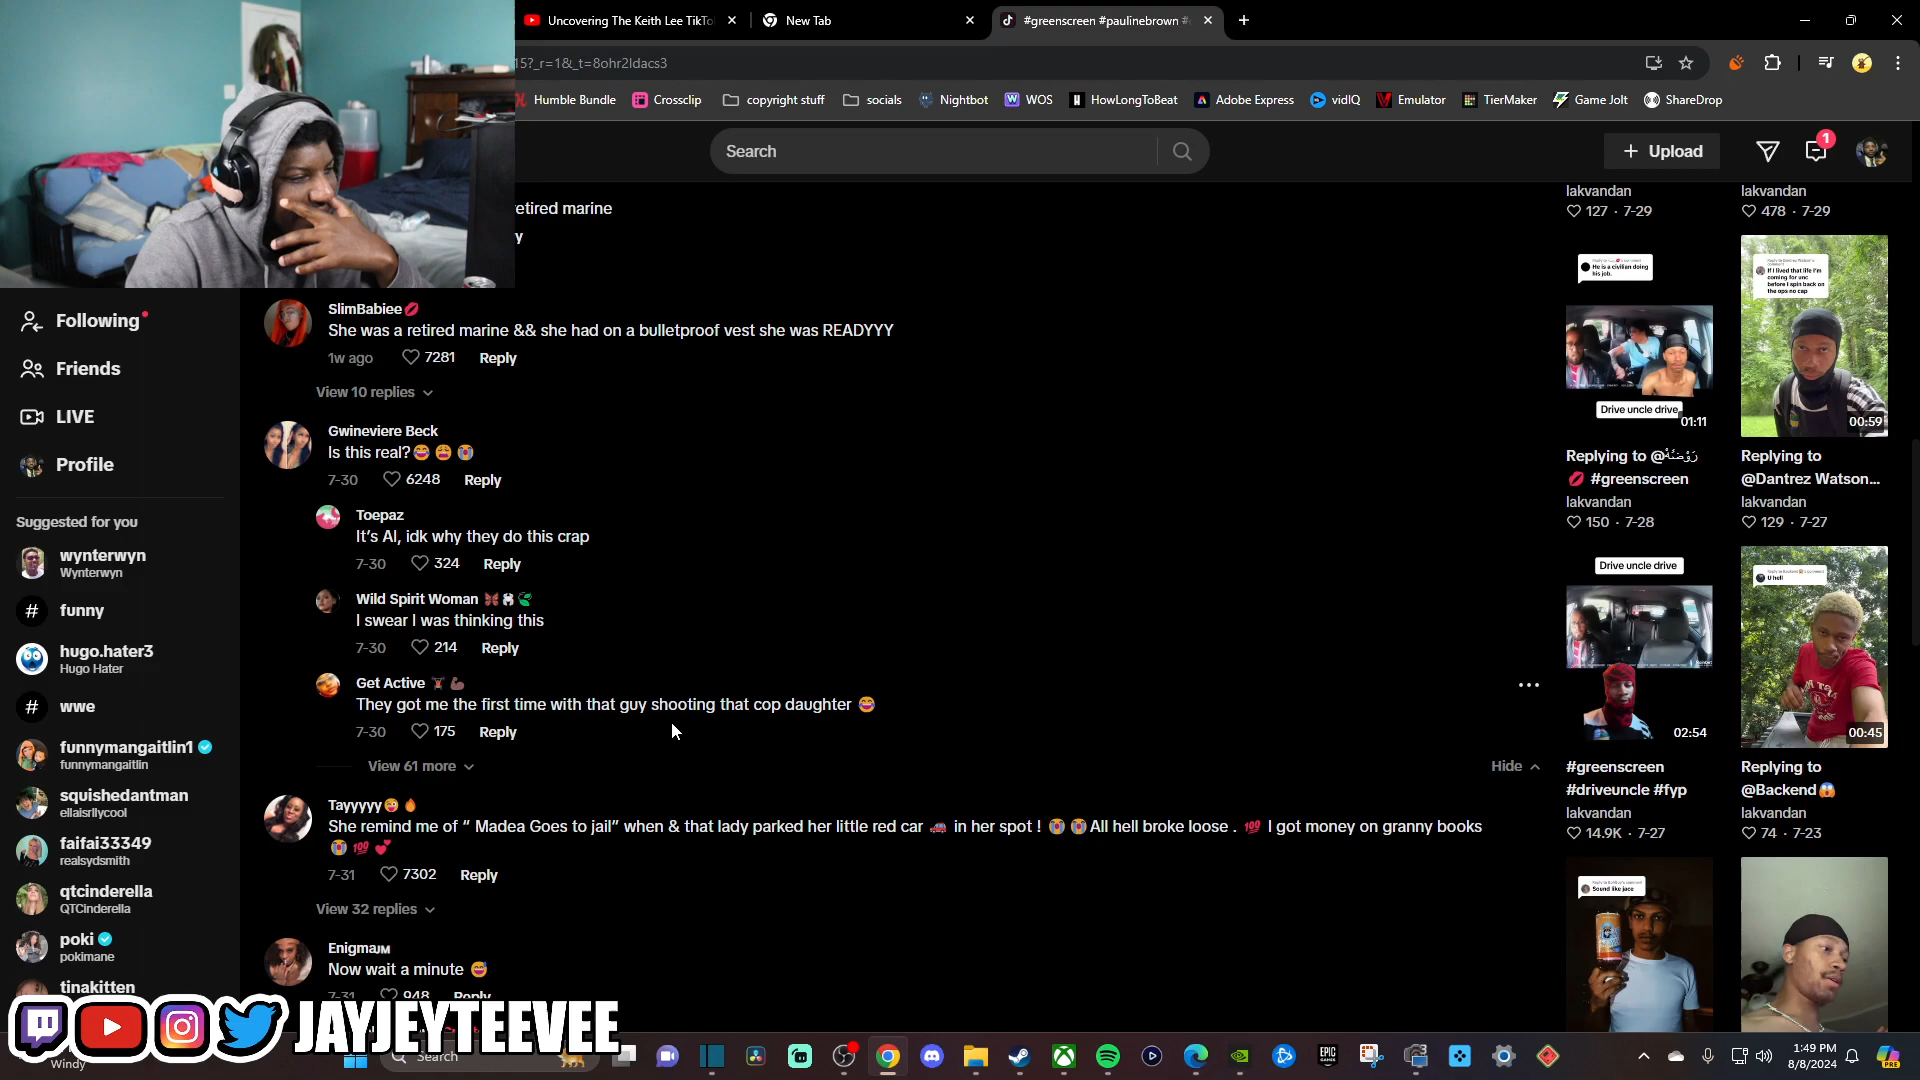 Uncovering The Keith Lee TikTo
New Tab
#greenscreen #paulinebrown #
15?_r=1&_t=8ohr2ldacs3
Humble Bundle
Crossclip
copyright stuff
socials
Nightbot
WOS
HowLongToBeat
Adobe Express
vidIQ
Emulator
TierMaker
Game Jolt
ShareDrop
Search
+ Upload
1
Following
Friends
LIVE
Profile
Suggested for you
wynterwyn
Wynterwyn
# funny
hugo.hater3
Hugo Hater
# wwe
funnymangaitlin1
funnymangaitlin
squishedantman
ellaisrllycool
faifai33349
realsydsmith
qtcinderella
QTCinderella
poki
pokimane
tinakitten
etired marine
SlimBabiee💋
She was a retired marine && she had on a bulletproof vest she was READYYY
1w ago 7281 Reply
View 10 replies
Gwineviere Beck
Is this real?😂😩😭
7-30 6248 Reply
Toepaz
It's AI, idk why they do this crap
7-30 324 Reply
Wild Spirit Woman
I swear I was thinking this
7-30 214 Reply
Get Active
They got me the first time with that guy shooting that cop daughter 😂
7-30 175 Reply
View 61 more
Hide
Tayyyyy😜🔥
She remind me of “ Madea Goes to jail” when & that lady parked her little red car 🚗 in her spot ! 😭😭All hell broke loose . 💯 I got money on granny books
😭💯💕
7-31 7302 Reply
View 32 replies
EnigmaJM
Now wait a minute 😅
7-31 948 Reply
lakvandan
127 · 7-29
lakvandan
478 · 7-29
He is a civilian doing
his job.
Drive uncle drive
01:11
Replying to @رَوْضَةٌ
💋 #greenscreen
lakvandan
150 · 7-28
If I lived that life I'm
coming for unc
before I spin back on
the ops no cap
00:59
Replying to
@Dantrez Watson...
lakvandan
129 · 7-27
Drive uncle drive
02:54
#greenscreen
#driveuncle #fyp
lakvandan
14.9K · 7-27
U hell
00:45
Replying to
@Backend😱
lakvandan
74 · 7-23
Sound like jace
JAYJEYTEEVEE
Windy
Search
EPIC
GAMES
1:49 PM
8/8/2024
PRE